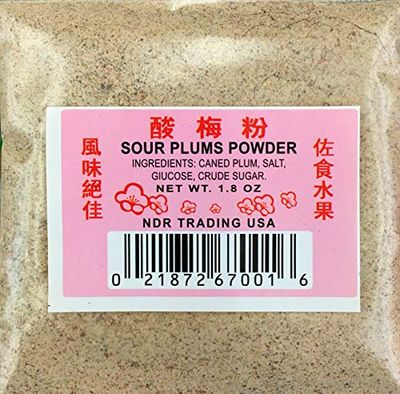 酸梅粉
SOUR PLUMS POWDER
INGREDIENTS: CANED PLUM, SALT,
GIUCOSE, CRUDE SUGAR.
NET WT. 1.8 OZ
風味絕佳
佐食水果
NDR TRADING USA
0 21872 67001 6